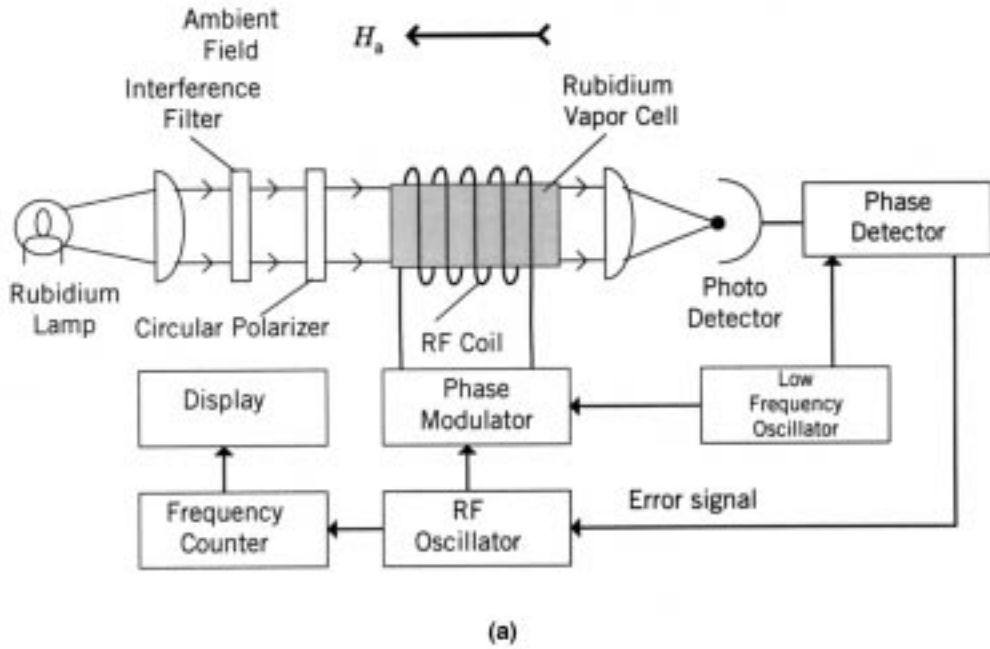 Ambient
Field
Hₐ
Interference
Filter
Rubidium
Vapor Cell
Phase
Detector
Rubidium
Lamp
Circular Polarizer
RF Coil
Photo
Detector
Display
Phase
Modulator
Low
Frequency
Oscillator
Frequency
Counter
RF
Oscillator
Error signal
(a)